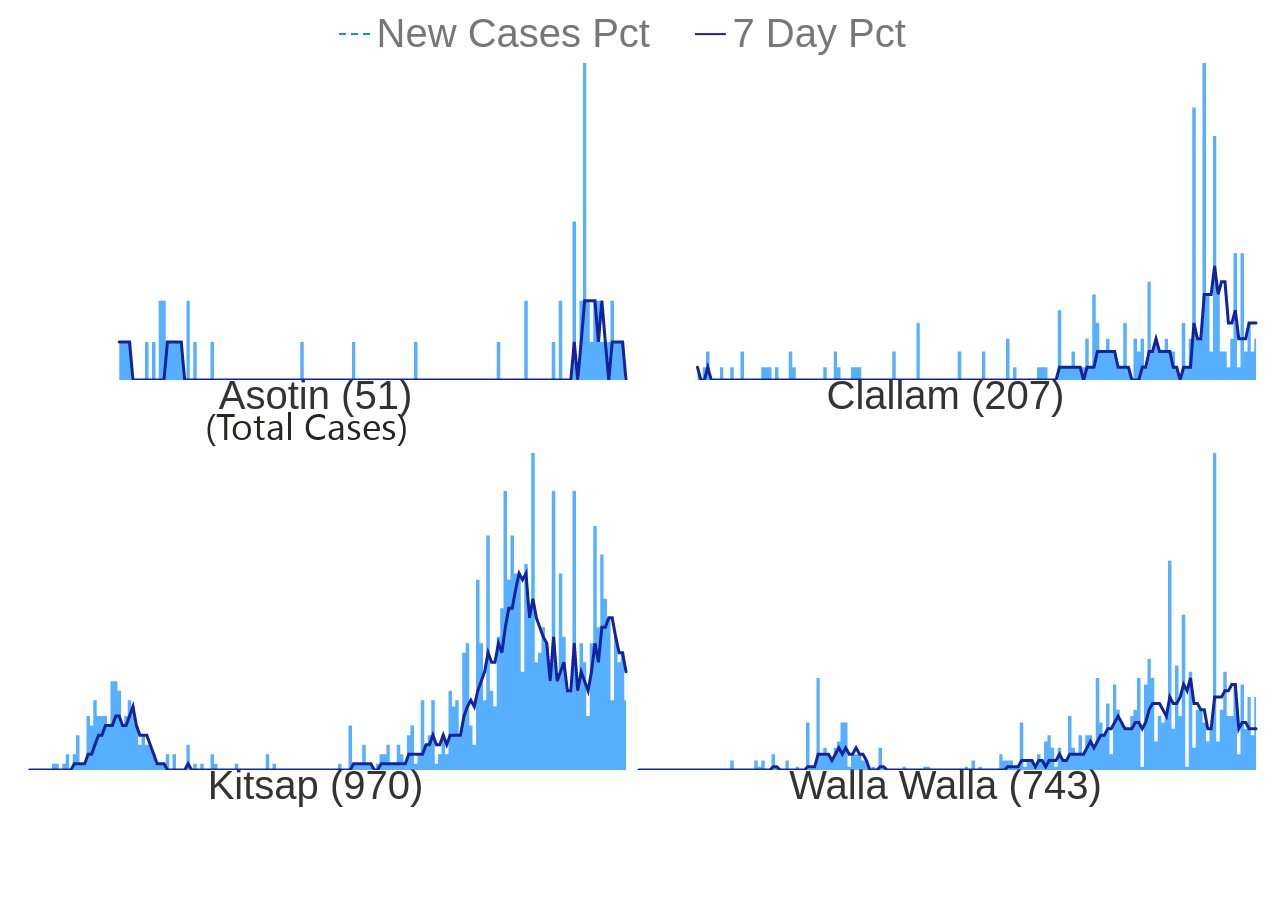 New Cases Pct 7 Day Pct
Asotin (51) Clallam (207)
(Total Cases)
Kitsap (970) Walla Walla (743)